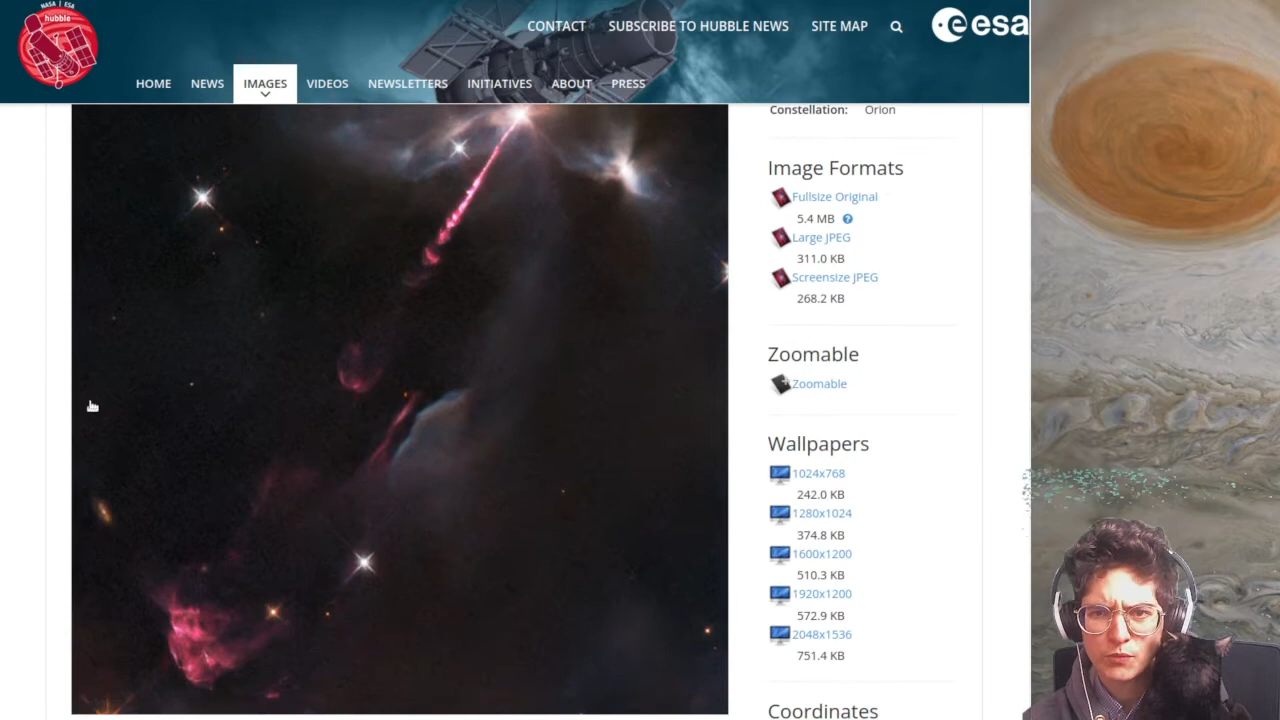 NASA | ESA
hubble
CONTACT
SUBSCRIBE TO HUBBLE NEWS
SITE MAP
esa
HOME
NEWS
IMAGES
VIDEOS
NEWSLETTERS
INITIATIVES
ABOUT
PRESS
Constellation: Orion
Image Formats
Fullsize Original
5.4 MB ?
Large JPEG
311.0 KB
Screensize JPEG
268.2 KB
Zoomable
Zoomable
Wallpapers
1024x768
242.0 KB
1280x1024
374.8 KB
1600x1200
510.3 KB
1920x1200
572.9 KB
2048x1536
751.4 KB
Coordinates